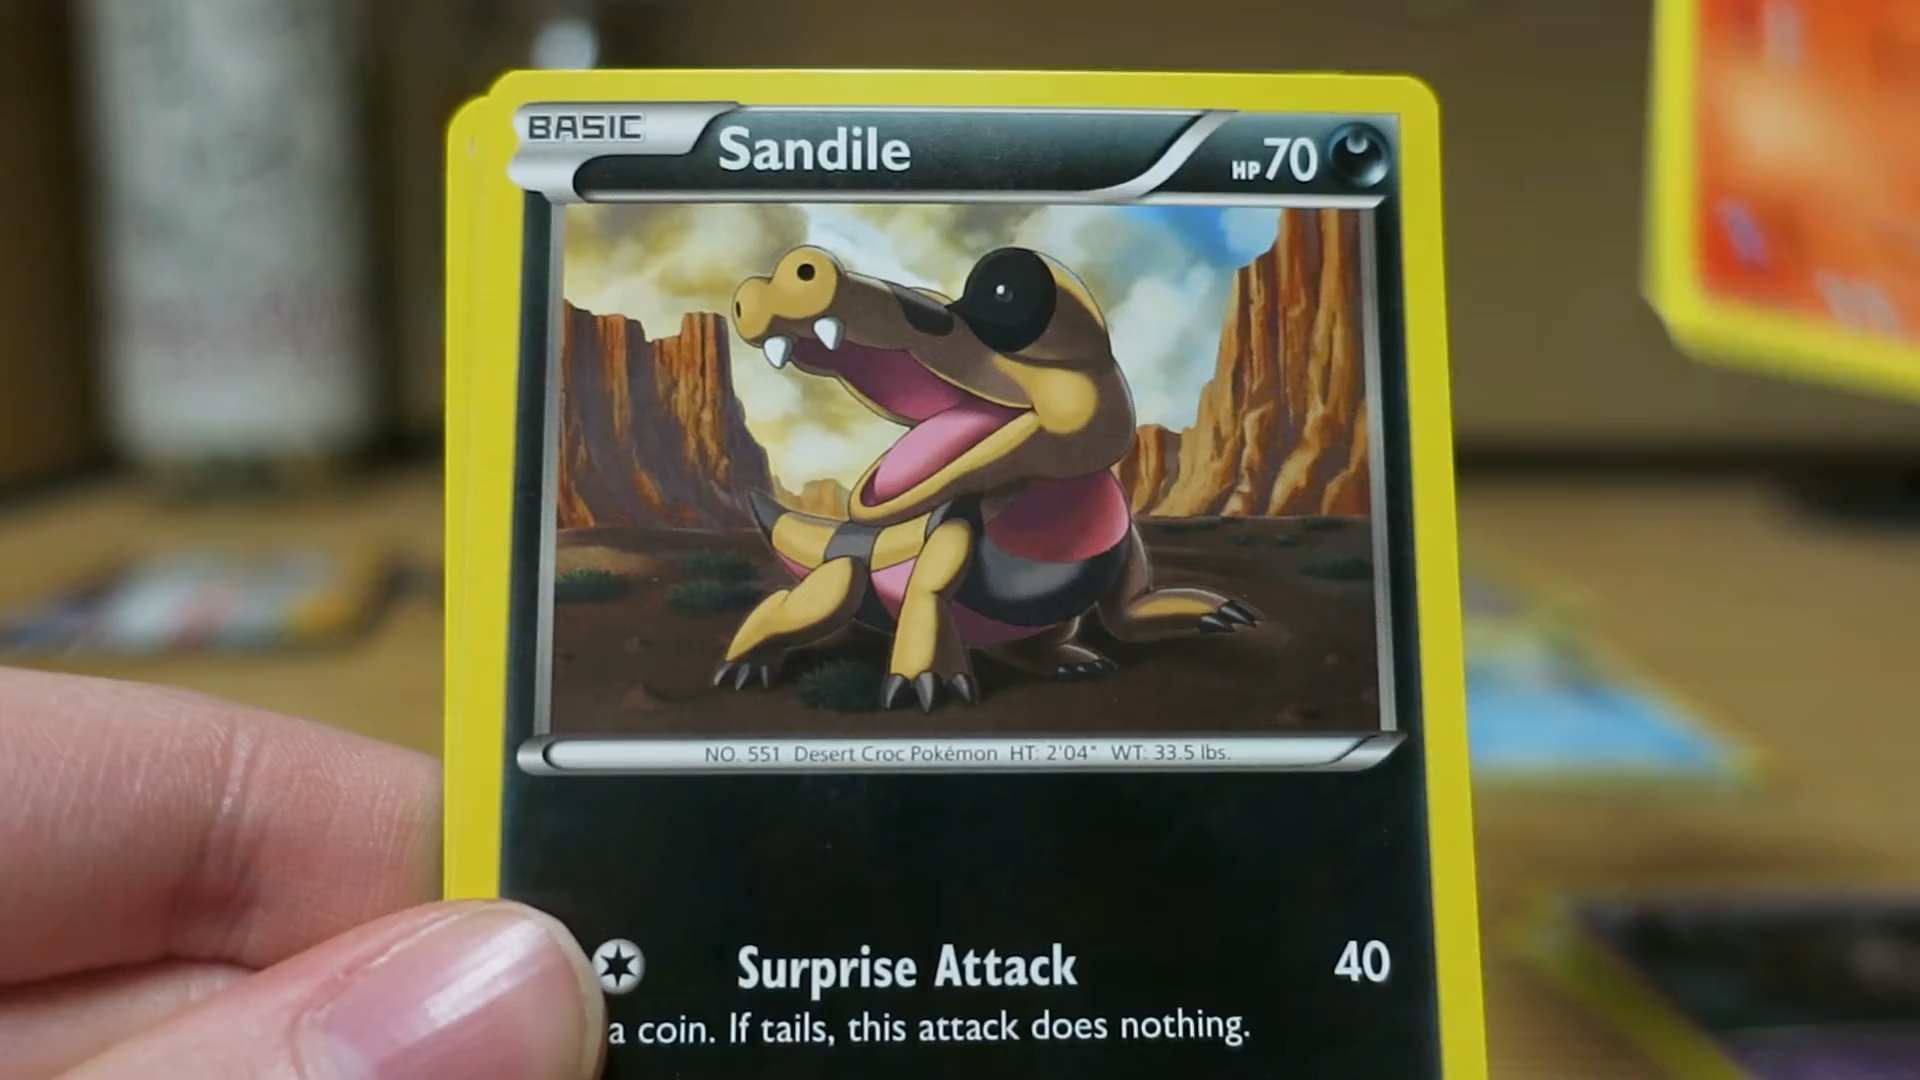 BASIC
Sandile
HP70
NO. 551 Desert Croc Pokémon HT: 2'04" WT: 33.5 lbs.
Surprise Attack 40
a coin. If tails, this attack does nothing.